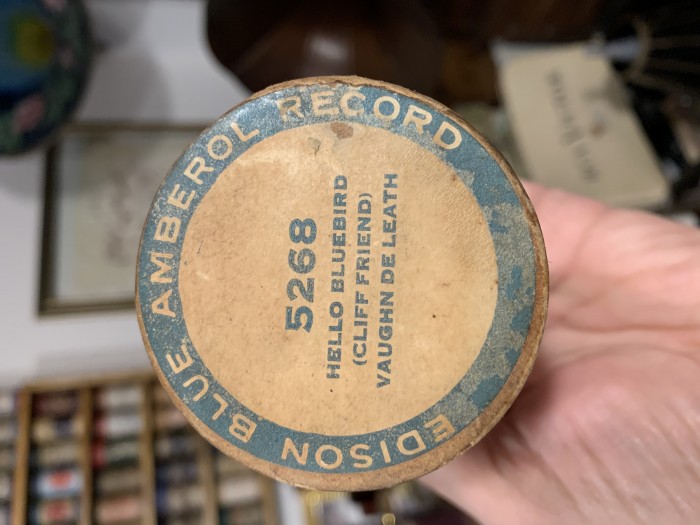 EDISON BLUE AMBEROL RECORD
5268
HELLO BLUEBIRD
(CLIFF FRIEND)
VAUGHN DE LEATH